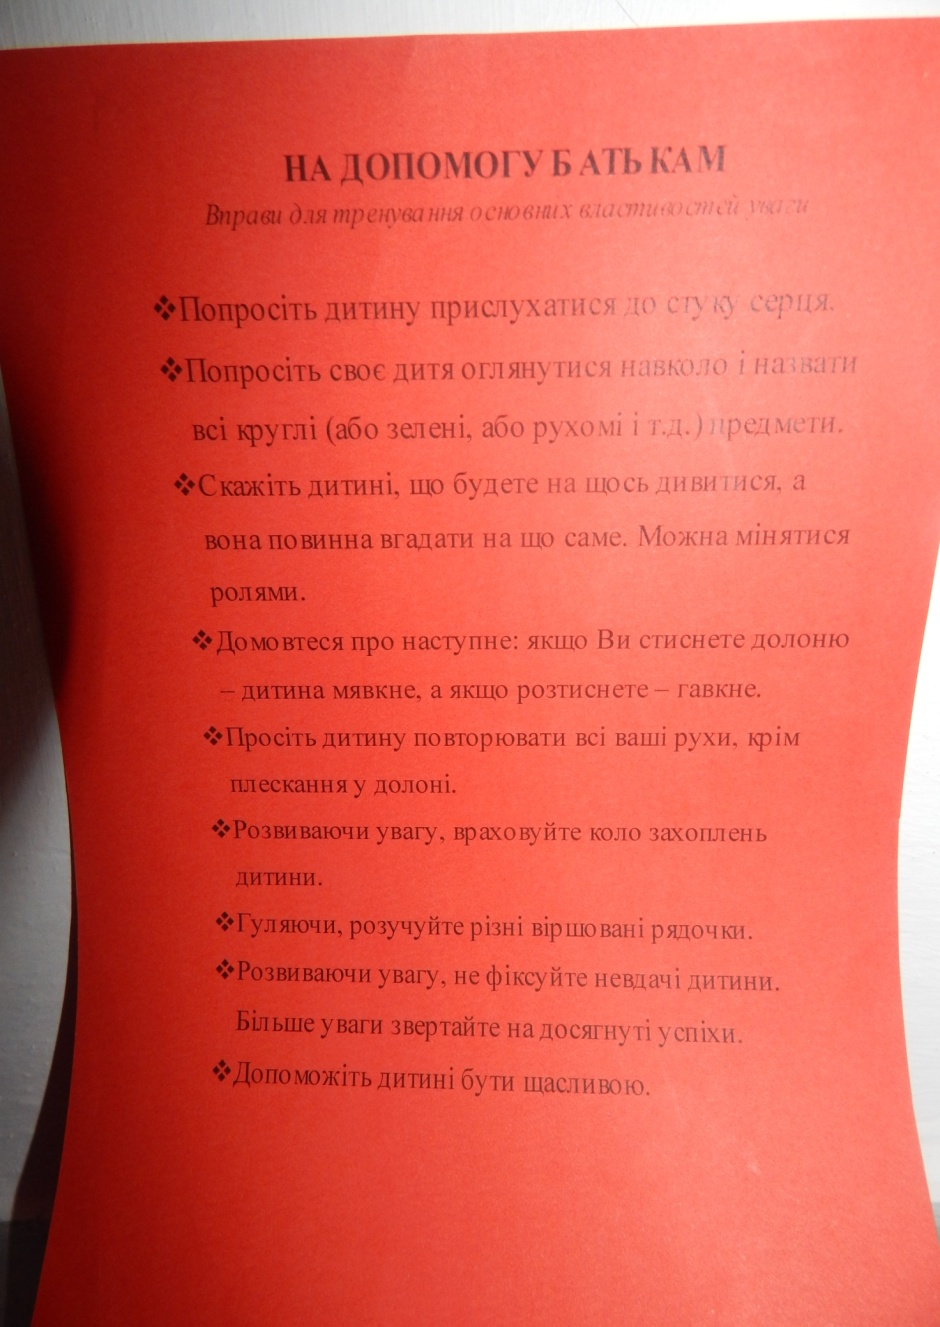 НА ДОПОМОГУ БАТЬКАМ
Вправи для тренування основних властивостей уваги
❖Попросіть дитину прислухатися до стуку серця.
❖Попросіть своє дитя оглянутися навколо і назвати
всі круглі (або зелені, або рухомі і т.д.) предмети.
❖Скажіть дитині, що будете на щось дивитися, а
вона повинна вгадати на що саме. Можна мінятися
ролями.
❖Домовтеся про наступне: якщо Ви стиснете долоню
– дитина мявкне, а якщо розтиснете – гавкне.
❖Просіть дитину повторювати всі ваші рухи, крім
плескання у долоні.
❖Розвиваючи увагу, враховуйте коло захоплень
дитини.
❖Гуляючи, розучуйте різні віршовані рядочки.
❖Розвиваючи увагу, не фіксуйте невдачі дитини.
Більше уваги звертайте на досягнуті успіхи.
❖Допоможіть дитині бути щасливою.